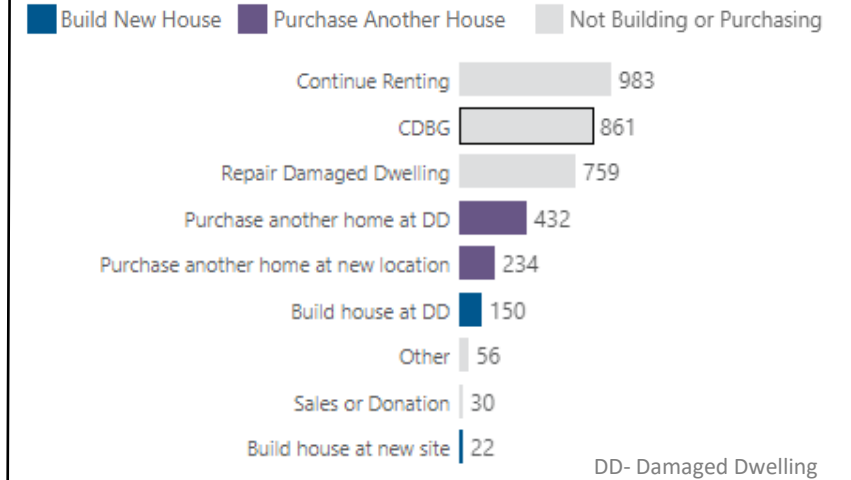 Build New House Purchase Another House Not Building or Purchasing
Continue Renting 983
CDBG 861
Repair Damaged Dwelling 759
Purchase another home at DD 432
Purchase another home at new location 234
Build house at DD 150
Other 56
Sales or Donation 30
Build house at new site 22
DD- Damaged Dwelling